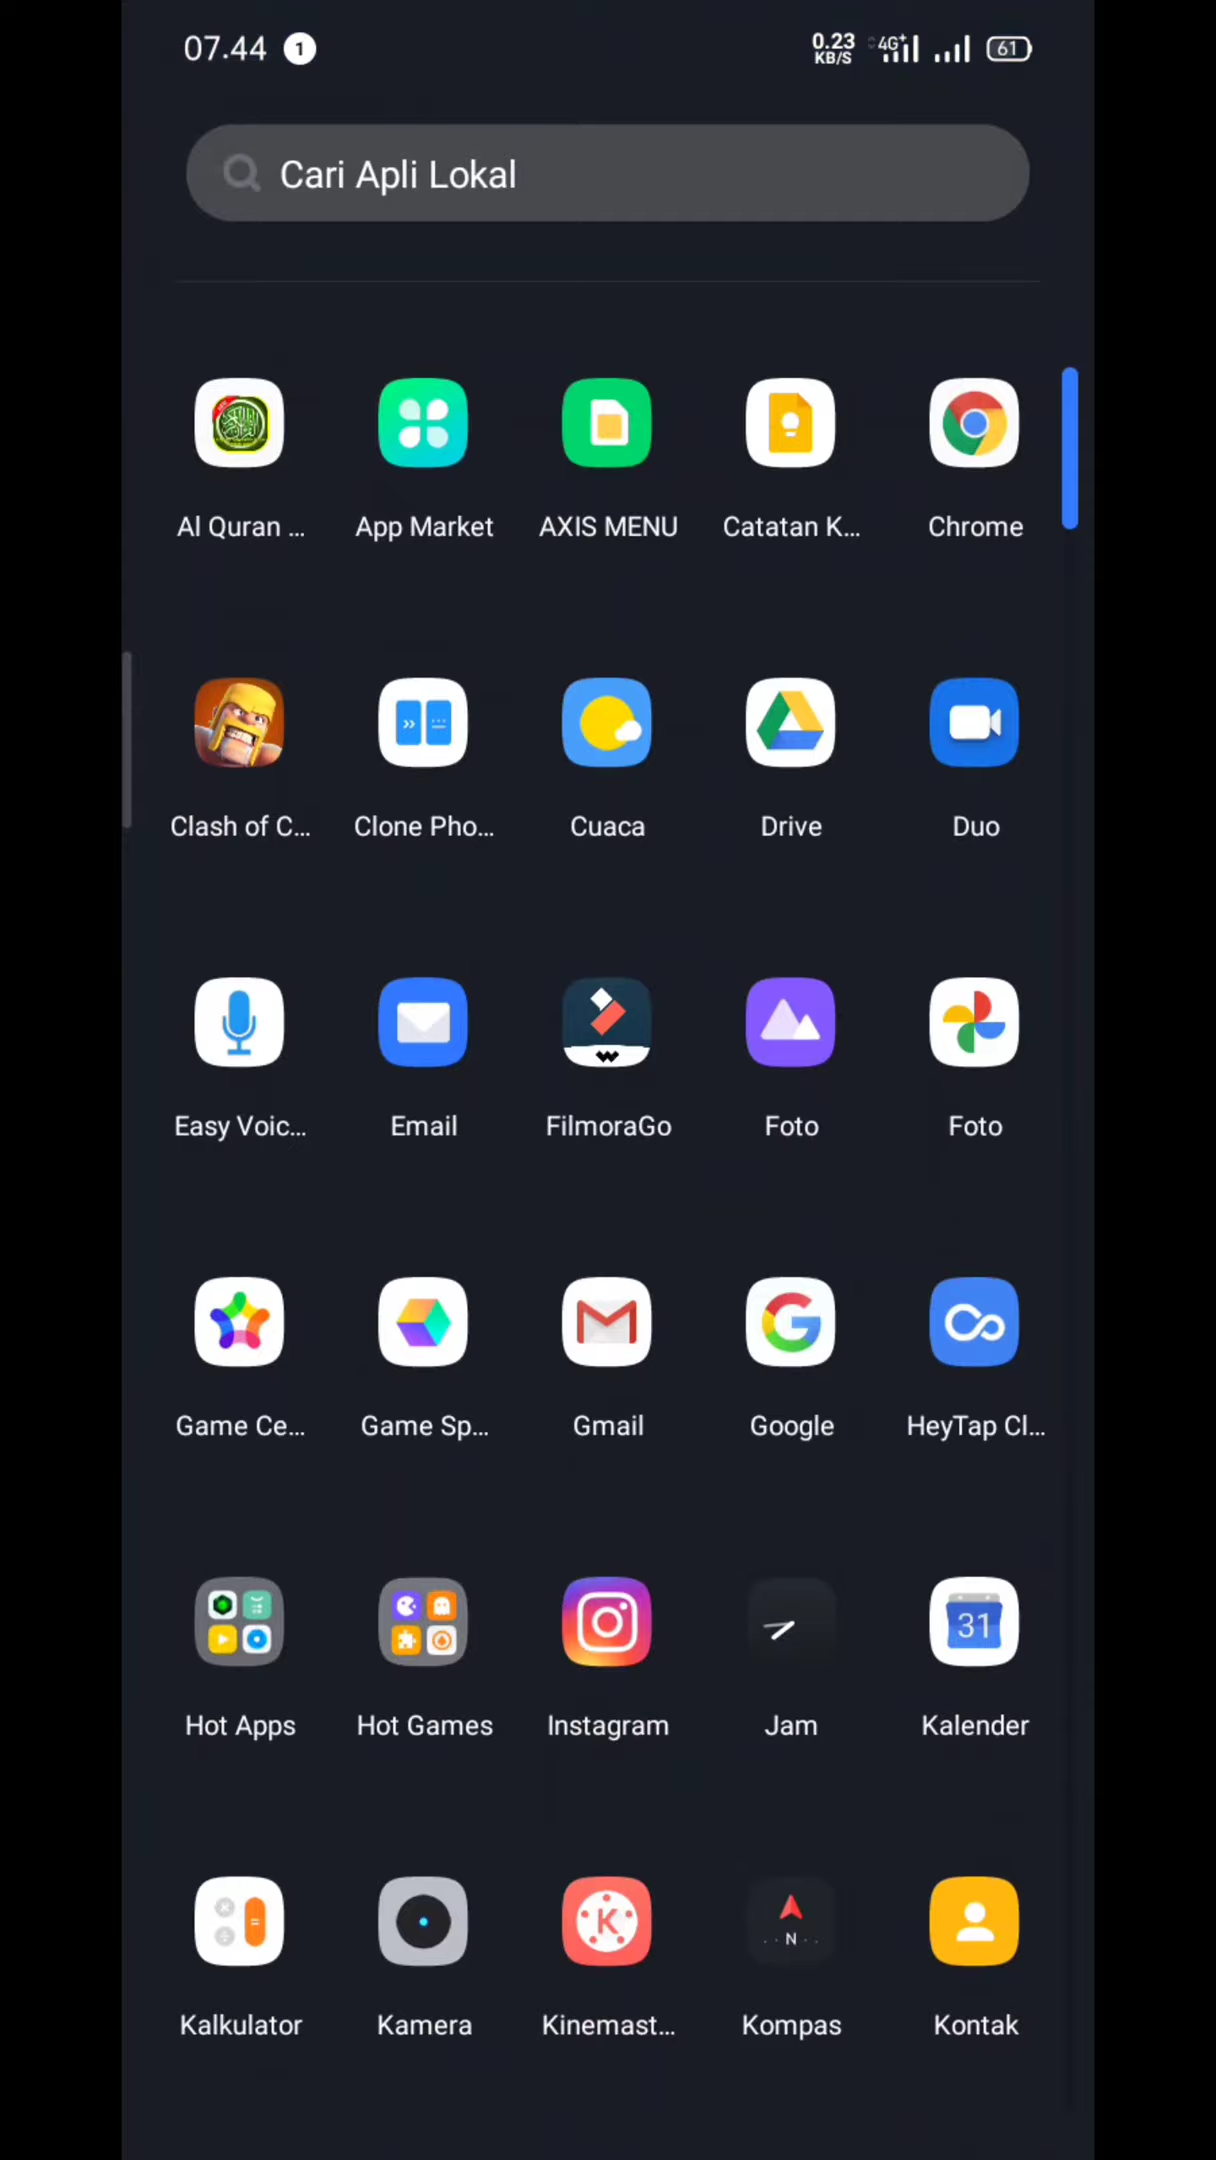 07.44 1 0.23 KB/S 4G+ 61
Cari Apli Lokal
Al Quran ... App Market AXIS MENU Catatan K... Chrome
Clash of C... Clone Pho... Cuaca Drive Duo
Easy Voic... Email FilmoraGo Foto Foto
Game Ce... Game Sp... Gmail Google HeyTap Cl...
31
Hot Apps Hot Games Instagram Jam Kalender
K N
Kalkulator Kamera Kinemast... Kompas Kontak